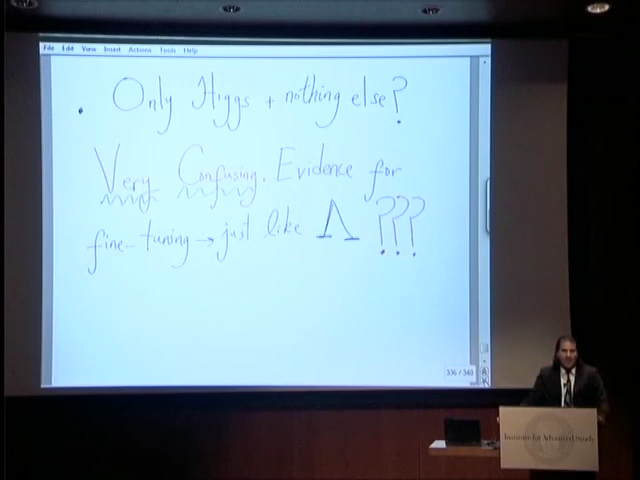 File Edit View Insert Actions Tools Help
• Only Higgs + nothing else?
Very Confusing. Evidence for
fine-tuning → just like Λ ???
336 / 340
Institute for Advanced Study